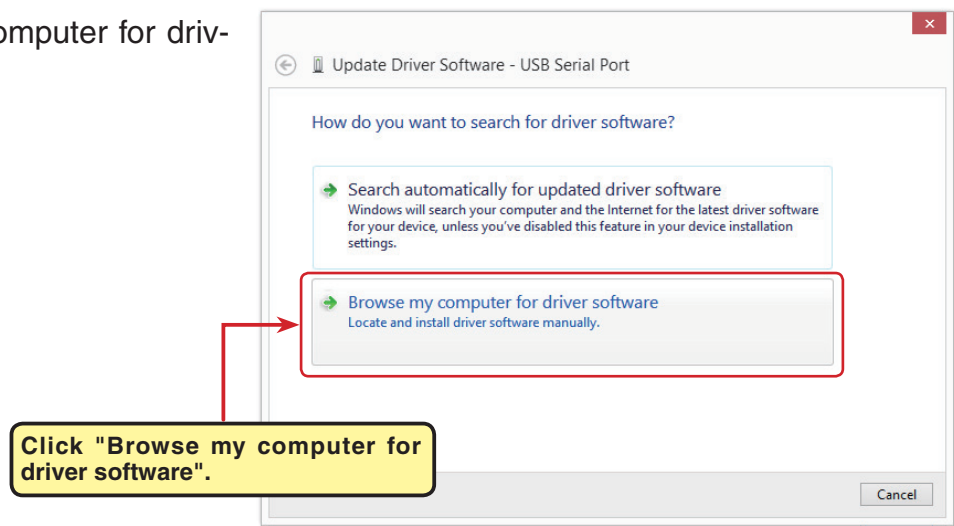 omputer for driv-
Update Driver Software - USB Serial Port
How do you want to search for driver software?
Search automatically for updated driver software
Windows will search your computer and the Internet for the latest driver software
for your device, unless you've disabled this feature in your device installation
settings.
Browse my computer for driver software
Locate and install driver software manually.
Click "Browse my computer for
driver software".
Cancel